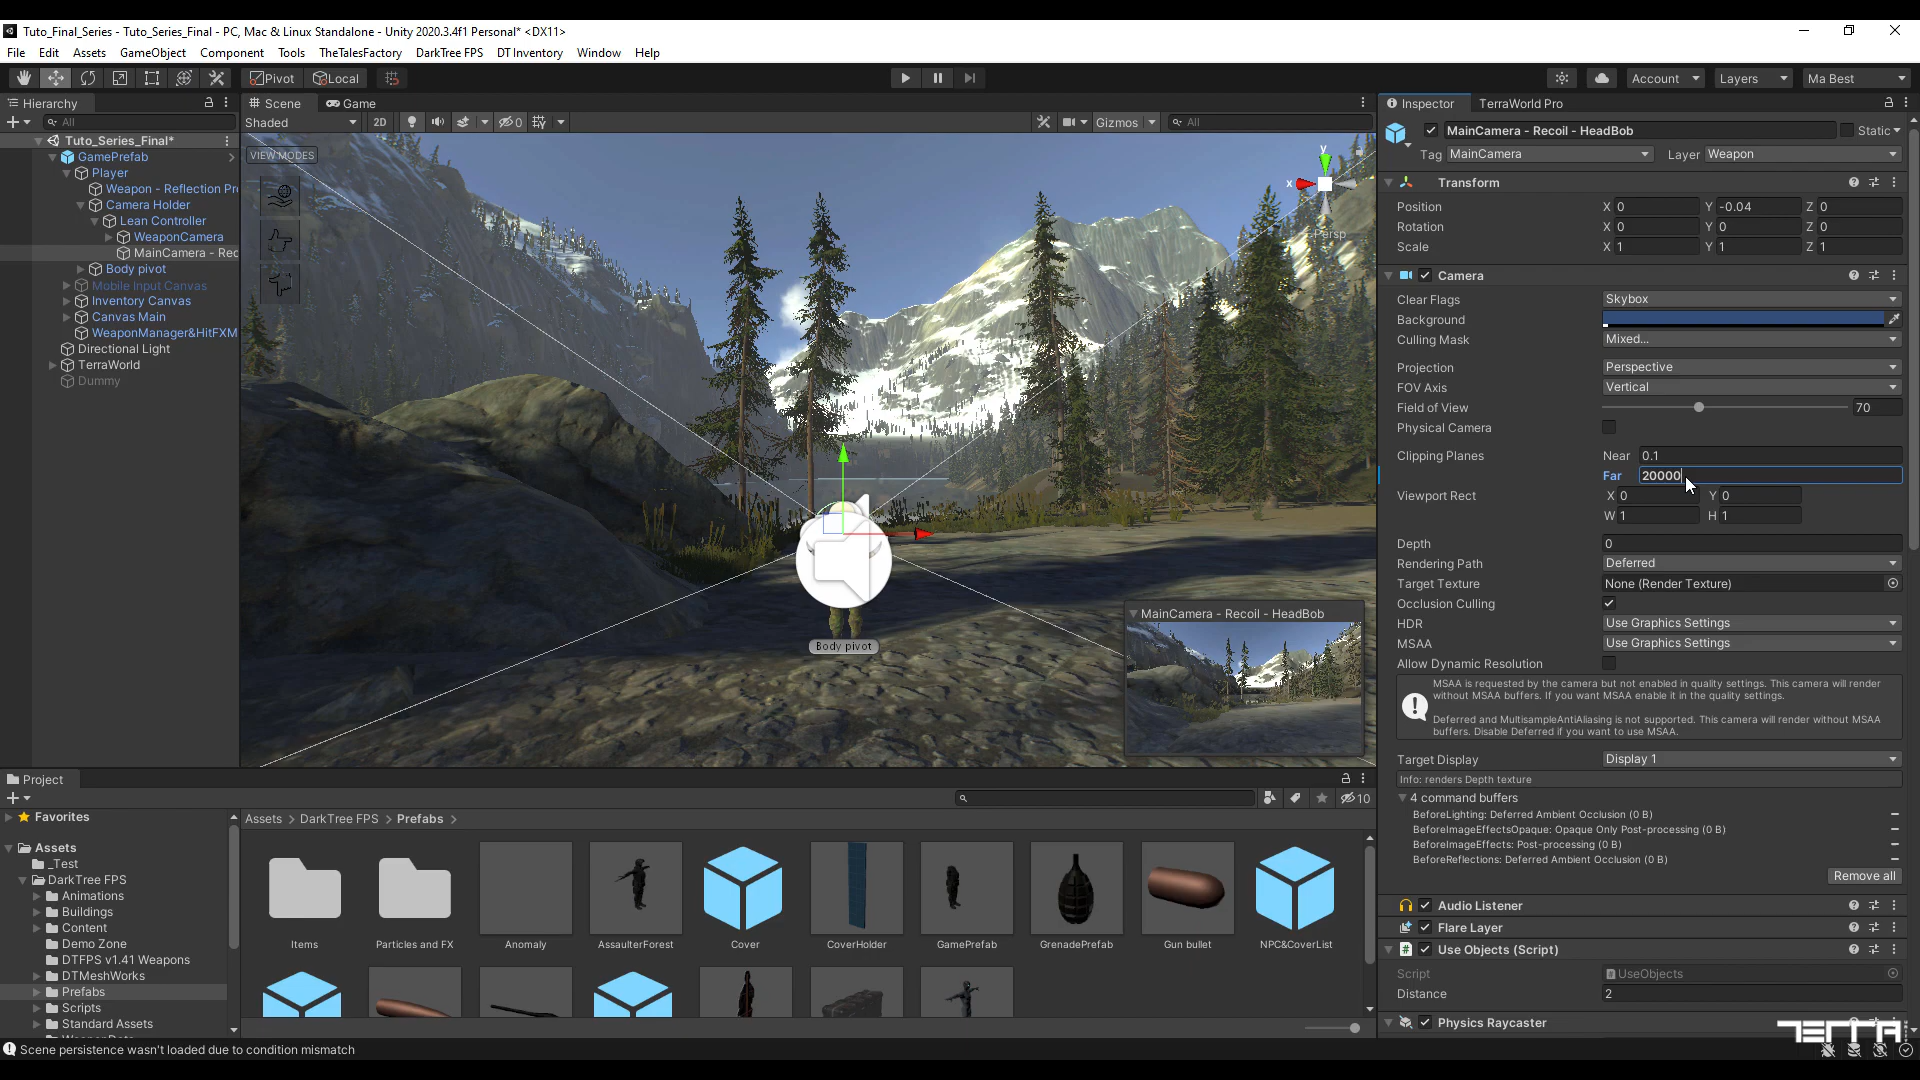 Tuto_Final_Series - Tuto_Series_Final - PC, Mac & Linux Standalone - Unity 2020.3.4f1 Personal* <DX11>
File Edit Assets GameObject Component Tools TheTalesFactory DarkTree FPS DT Inventory Window Help
Pivot Local Account Layers Ma Best
Hierarchy
All
Tuto_Series_Final*
GamePrefab
Player
Weapon - Reflection Pr
Camera Holder
Lean Controller
WeaponCamera
MainCamera - Rec
Body pivot
Mobile Input Canvas
Inventory Canvas
Canvas Main
WeaponManager&HitFXM
Directional Light
TerraWorld
Dummy
Scene Game
Shaded 2D 0 Gizmos All
VIEW MODES
y
x
Persp
Body pivot
MainCamera - Recoil - HeadBob
Inspector TerraWorld Pro
MainCamera - Recoil - HeadBob Static
Tag MainCamera Layer Weapon
Transform
Position X 0 Y -0.04 Z 0
Rotation X 0 Y 0 Z 0
Scale X 1 Y 1 Z 1
Camera
Clear Flags Skybox
Background
Culling Mask Mixed...
Projection Perspective
FOV Axis Vertical
Field of View 70
Physical Camera
Clipping Planes Near 0.1
Far 20000
Viewport Rect X 0 Y 0
W 1 H 1
Depth 0
Rendering Path Deferred
Target Texture None (Render Texture)
Occlusion Culling
HDR Use Graphics Settings
MSAA Use Graphics Settings
Allow Dynamic Resolution
MSAA is requested by the camera but not enabled in quality settings. This camera will render
without MSAA buffers. If you want MSAA enable it in the quality settings.
Deferred and MultisampleAntiAliasing is not supported. This camera will render without MSAA
buffers. Disable Deferred if you want to use MSAA.
Target Display Display 1
Info: renders Depth texture
4 command buffers
BeforeLighting: Deferred Ambient Occlusion (0 B)
BeforeImageEffectsOpaque: Opaque Only Post-processing (0 B)
BeforeImageEffects: Post-processing (0 B)
BeforeReflections: Deferred Ambient Occlusion (0 B)
Remove all
Audio Listener
Flare Layer
Use Objects (Script)
Script UseObjects
Distance 2
Physics Raycaster
TERRA
Project
10
Favorites
Assets
_Test
DarkTree FPS
Animations
Buildings
Content
Demo Zone
DTFPS v1.41 Weapons
DTMeshWorks
Prefabs
Scripts
Standard Assets
Assets > DarkTree FPS > Prefabs >
Items Particles and FX Anomaly AssaulterForest Cover CoverHolder GamePrefab GrenadePrefab Gun bullet NPC&CoverList
Scene persistence wasn't loaded due to condition mismatch